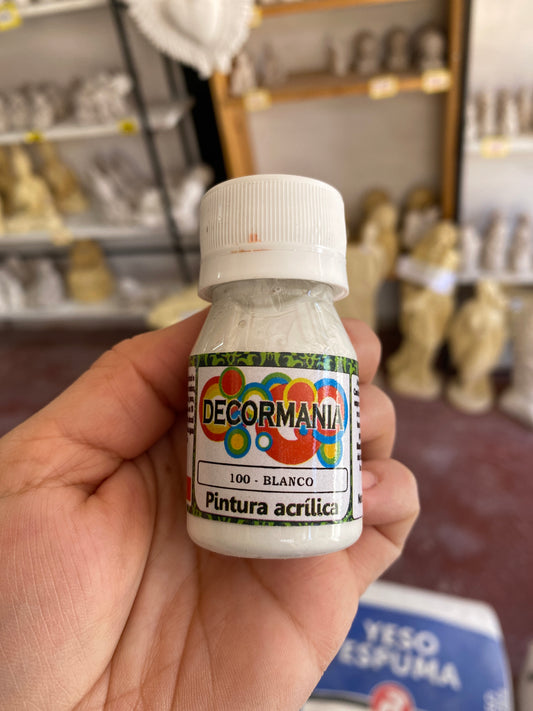 DECORMANIA
100 - BLANCO
Pintura acrílica
YESO
ESPUMA